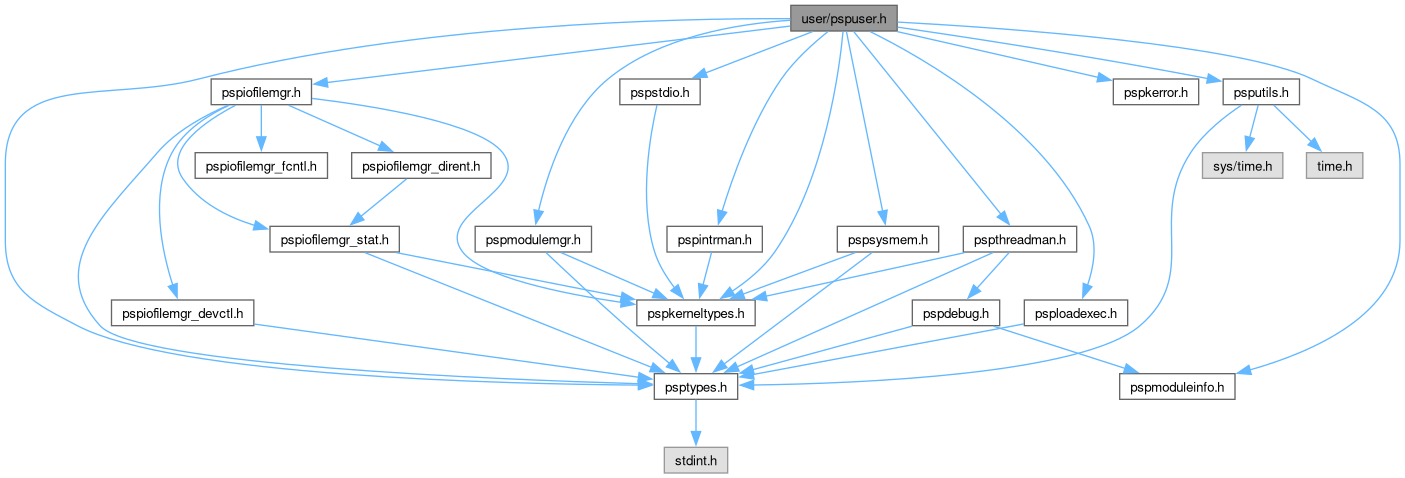 user/pspuser.h
pspiofilemgr.h
pspstdio.h
pspkerror.h
psputils.h
pspiofilemgr_fcntl.h
pspiofilemgr_dirent.h
sys/time.h
time.h
pspiofilemgr_stat.h
pspmodulemgr.h
pspintrman.h
pspsysmem.h
pspthreadman.h
pspiofilemgr_devctl.h
pspkerneltypes.h
pspdebug.h
psploadexec.h
psptypes.h
pspmoduleinfo.h
stdint.h